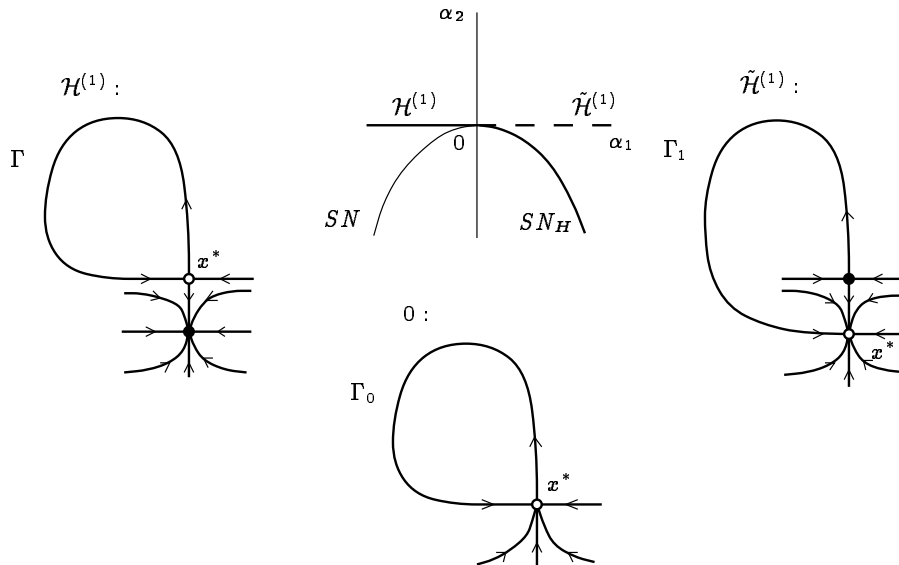 α₂
𝓗⁽¹⁾ :
𝓗⁽¹⁾
𝓗̃⁽¹⁾
𝓗̃⁽¹⁾ :
0
α₁
Γ
Γ₁
SN
SN_H
x*
0 :
x*
Γ₀
x*